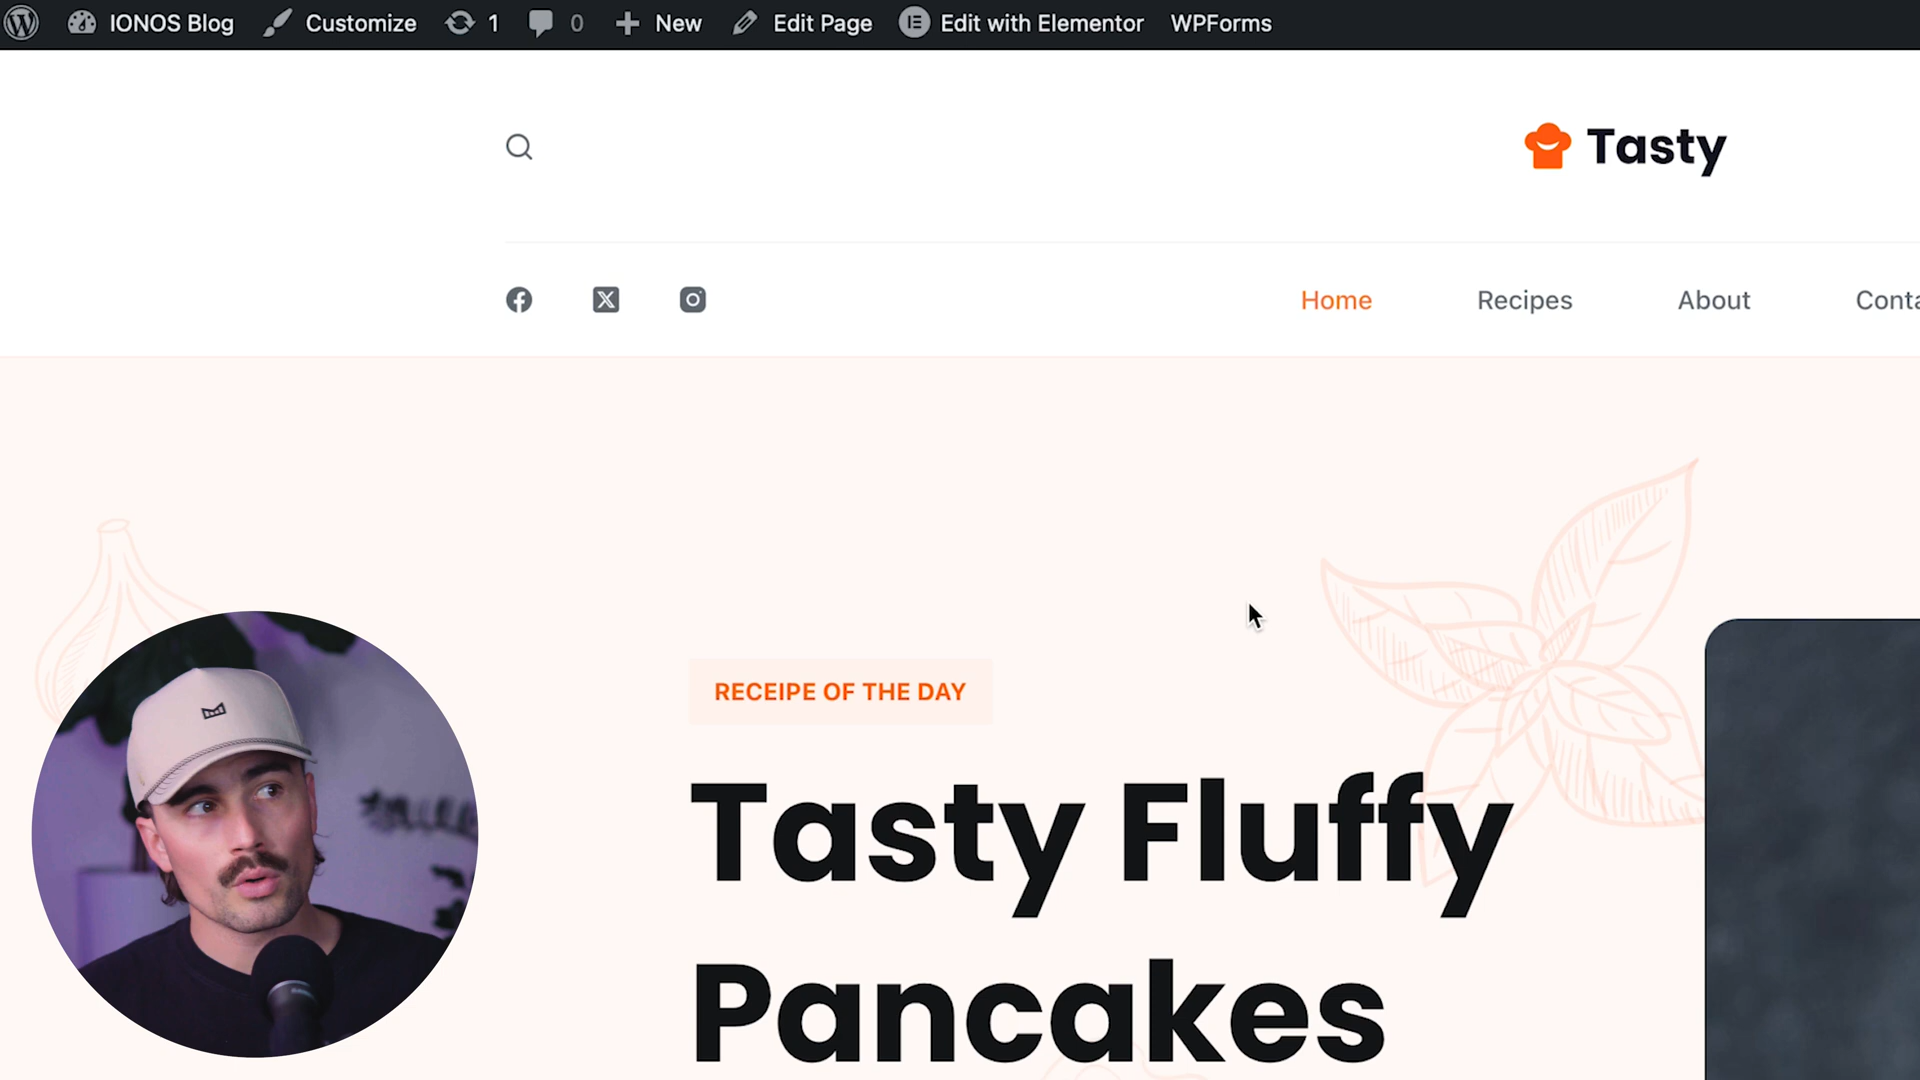 IONOS Blog Customize 1 0 New Edit Page Edit with Elementor WPForms
Tasty
Home Recipes About Conta
RECEIPE OF THE DAY
Tasty Fluffy
Pancakes